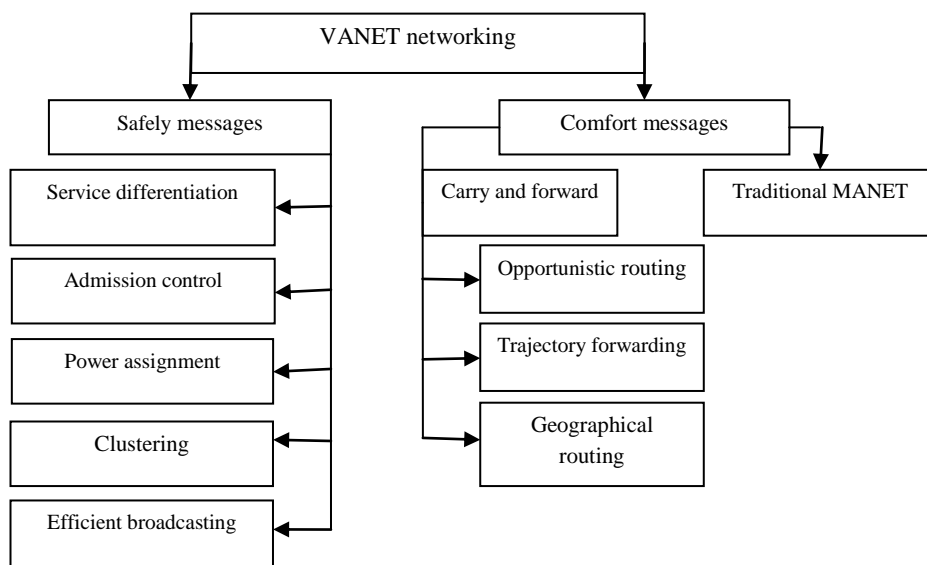 VANET networking
Safely messages
Comfort messages
Service differentiation
Carry and forward
Traditional MANET
Admission control
Opportunistic routing
Power assignment
Trajectory forwarding
Clustering
Geographical
routing
Efficient broadcasting